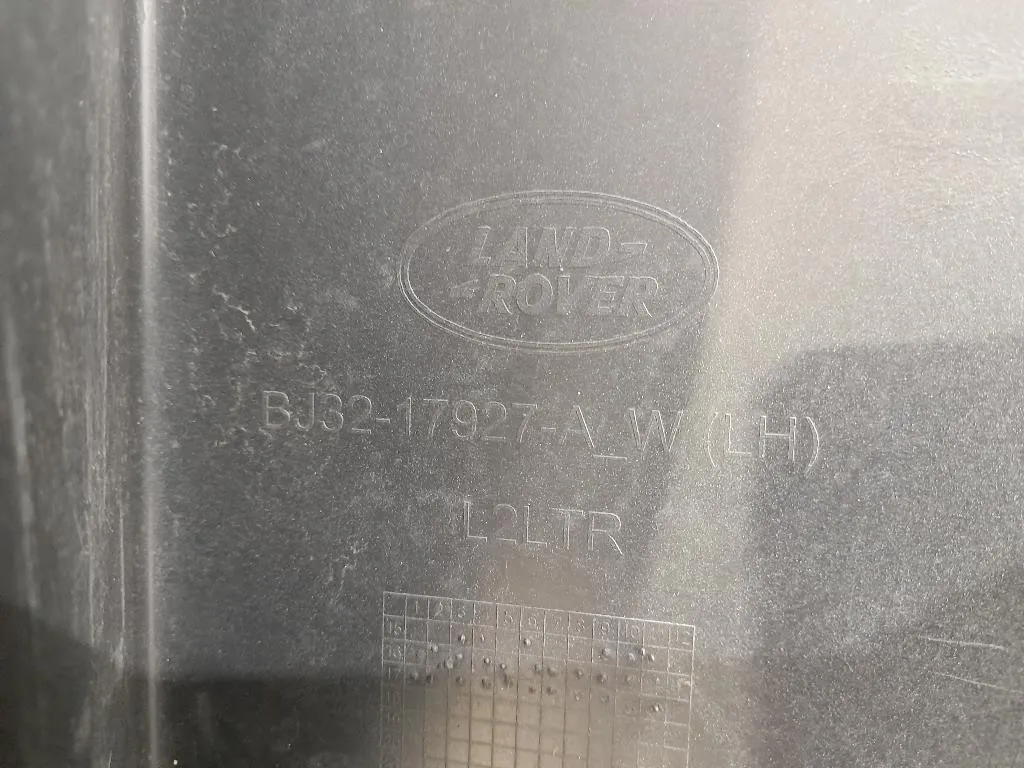 LAND-
-ROVER
BJ32-17927-A_W (LH)
L2LTR